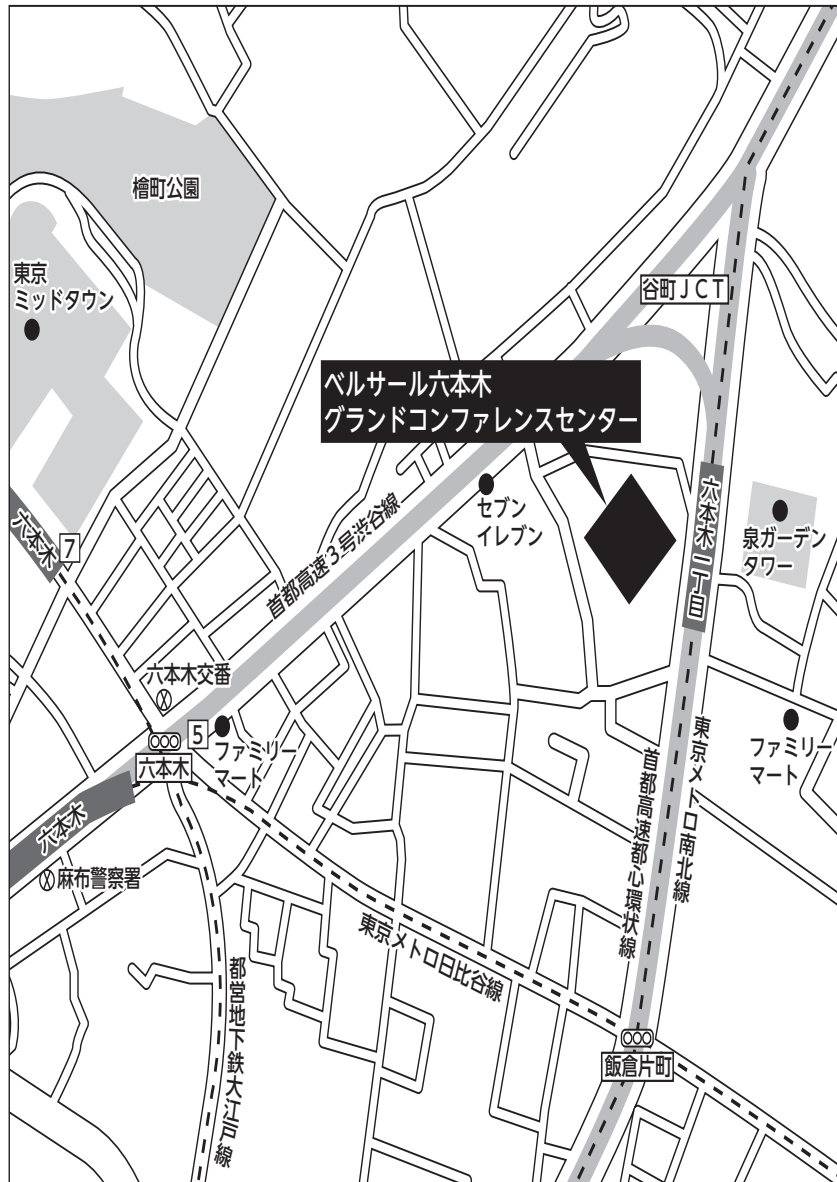 檜町公園
東京
ミッドタウン
谷町JCT
ベルサール六本木
グランドコンファレンスセンター
セブン
イレブン
六本木一丁目
泉ガーデン
タワー
首都高速3号渋谷線
六本木
7
六本木交番
5
ファミリー
マート
六本木
六本木
麻布警察署
東京メトロ南北線
ファミリー
マート
首都高速都心環状線
東京メトロ日比谷線
都営地下鉄大江戸線
飯倉片町